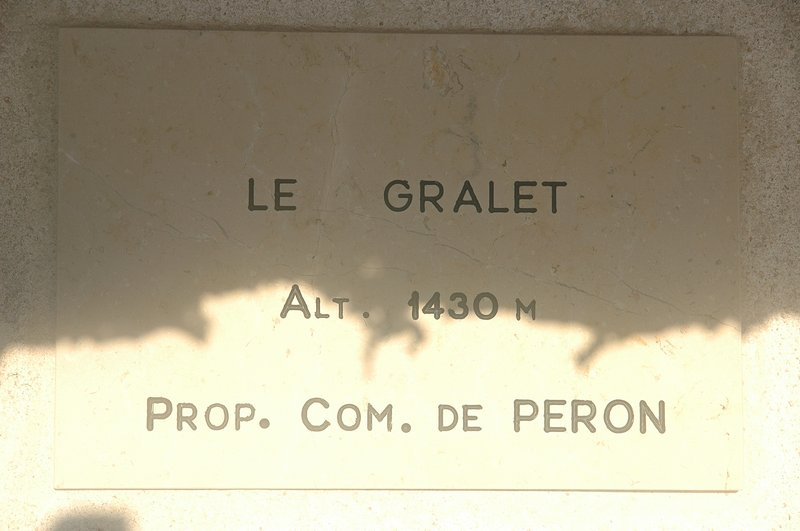 LE GRALET
ALT. 1430 M
PROP. COM. DE PERON